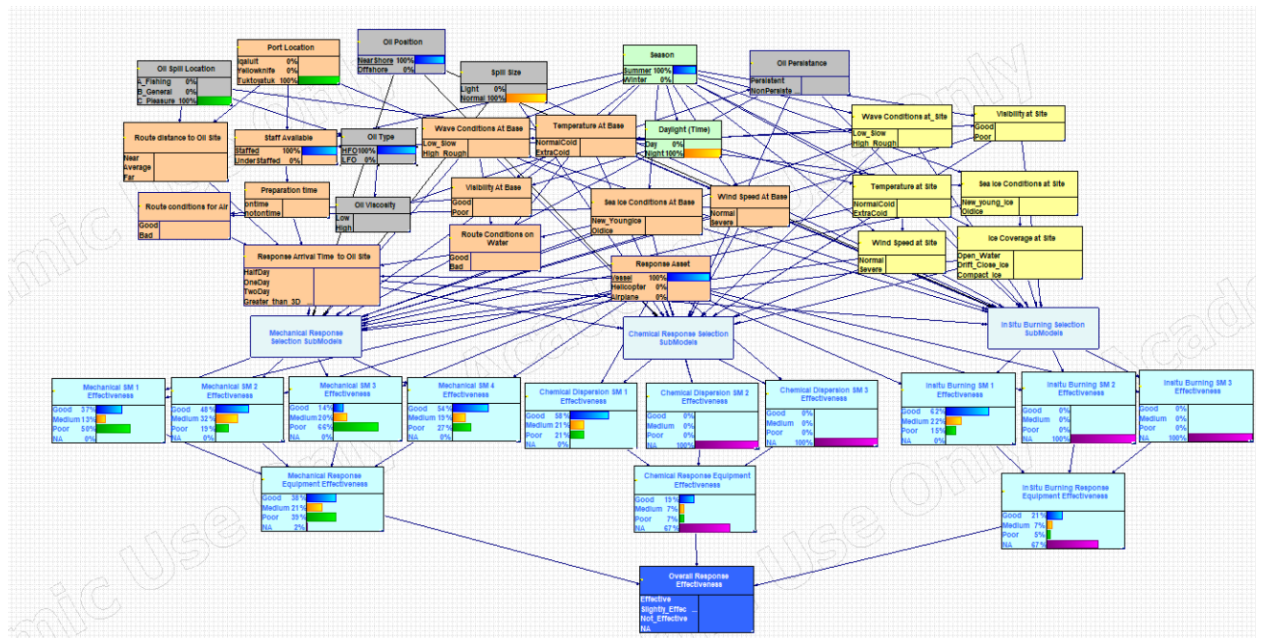 Oil Position
NearShore 100%
Offshore 0%
Port Location
Iqaluit 0%
Yellowknife 0%
Tuktoyatuk 100%
Season
Summer 100%
Winter 0%
Oil Persistance
Persistent
NonPersiste
Oil Spill Location
A_Fishing 0%
B_General 0%
C_Pleasure 100%
Spill Size
Light 0%
Normal 100%
Wave Conditions at_Site
Low_Slow
High_Rough
Visibility at Site
Good
Poor
Route distance to Oil Site
Near
Average
Far
Staff Available
Staffed 100%
UnderStaffed 0%
Oil Type
HFO 100%
LFO 0%
Wave Conditions At Base
Low_Slow
High_Rough
Temperature At Base
NormalCold
ExtraCold
Daylight (Time)
Day 0%
Night 100%
Preparation time
ontime
notontime
Visibility At Base
Good
Poor
Temperature at Site
NormalCold
ExtraCold
Sea Ice Conditions at Site
New_young_ice
Oldice
Route conditions for Air
Good
Bad
Oil Viscosity
Low
High
Sea Ice Conditions At Base
New_YoungIce
Oldice
Wind Speed At Base
Normal
Severe
Route Conditions on
Water
Good
Bad
Wind Speed at Site
Normal
Severe
Ice Coverage at Site
Open_Water
Drift_Close_Ice
Compact_Ice
Response Arrival Time to Oil Site
HalfDay
OneDay
TwoDay
Greater_than_3D ...
Response Asset
Vessel 100%
Helicopter 0%
Airplane 0%
Mechanical Response
Selection SubModels
Chemical Response Selection
SubModels
InSitu Burning Selection
SubModels
Mechanical SM 1
Effectiveness
Good 37%
Medium 13%
Poor 50%
NA 0%
Mechanical SM 2
Effectiveness
Good 48%
Medium 32%
Poor 19%
NA 0%
Mechanical SM 3
Effectiveness
Good 14%
Medium 20%
Poor 66%
NA 0%
Mechanical SM 4
Effectiveness
Good 54%
Medium 19%
Poor 27%
NA 0%
Chemical Dispersion SM 1
Effectiveness
Good 58%
Medium 21%
Poor 21%
NA 0%
Chemical Dispersion SM 2
Effectiveness
Good 0%
Medium 0%
Poor 0%
NA 100%
Chemical Dispersion SM 3
Effectiveness
Good 0%
Medium 0%
Poor 0%
NA 100%
Insitu Burning SM 1
Effectiveness
Good 62%
Medium 22%
Poor 15%
NA 0%
Insitu Burning SM 2
Effectiveness
Good 0%
Medium 0%
Poor 0%
NA 100%
Insitu Burning SM 3
Effectiveness
Good 0%
Medium 0%
Poor 0%
NA 100%
Mechanical Response
Equipment Effectiveness
Good 38%
Medium 21%
Poor 39%
NA 2%
Chemical Response Equipment
Effectiveness
Good 19%
Medium 7%
Poor 7%
NA 67%
InSitu Burning Response
Equipment Effectiveness
Good 21%
Medium 7%
Poor 5%
NA 67%
Overall Response
Effectiveness
Effective
Slightly_Effec ...
Not_Effective
NA